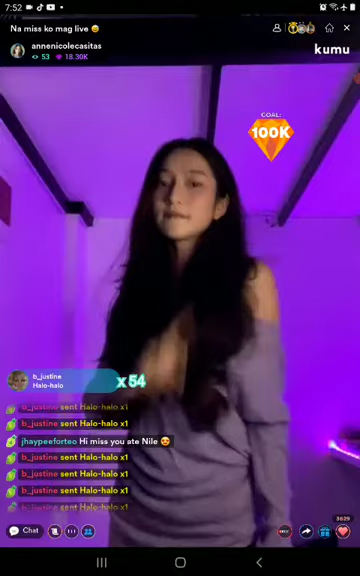 7:52
Na miss ko mag live 😅
annenicolecasitas
53 18.30K
kumu
GOAL:
100K
b_justine
Halo-halo
x 54
b_justine sent Halo-halo x1
b_justine sent Halo-halo x1
jhaypeeforteo Hi miss you ate Nile 😍
b_justine sent Halo-halo x1
b_justine sent Halo-halo x1
b_justine sent Halo-halo x1
b_justine sent Halo-halo x1
3629
Chat